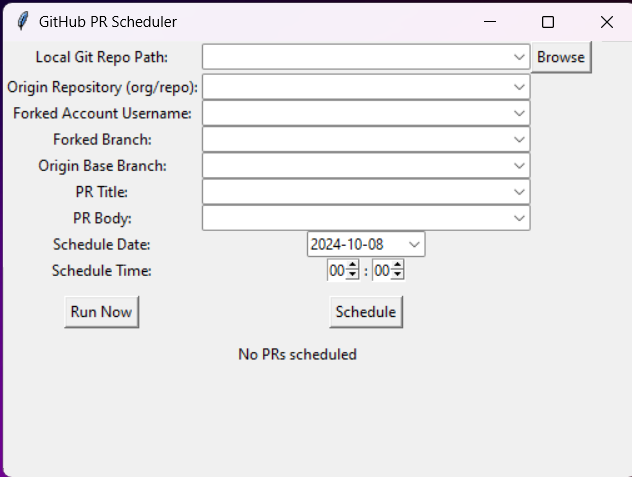 GitHub PR Scheduler
Local Git Repo Path: Browse
Origin Repository (org/repo):
Forked Account Username:
Forked Branch:
Origin Base Branch:
PR Title:
PR Body:
Schedule Date: 2024-10-08
Schedule Time: 00 : 00
Run Now Schedule
No PRs scheduled